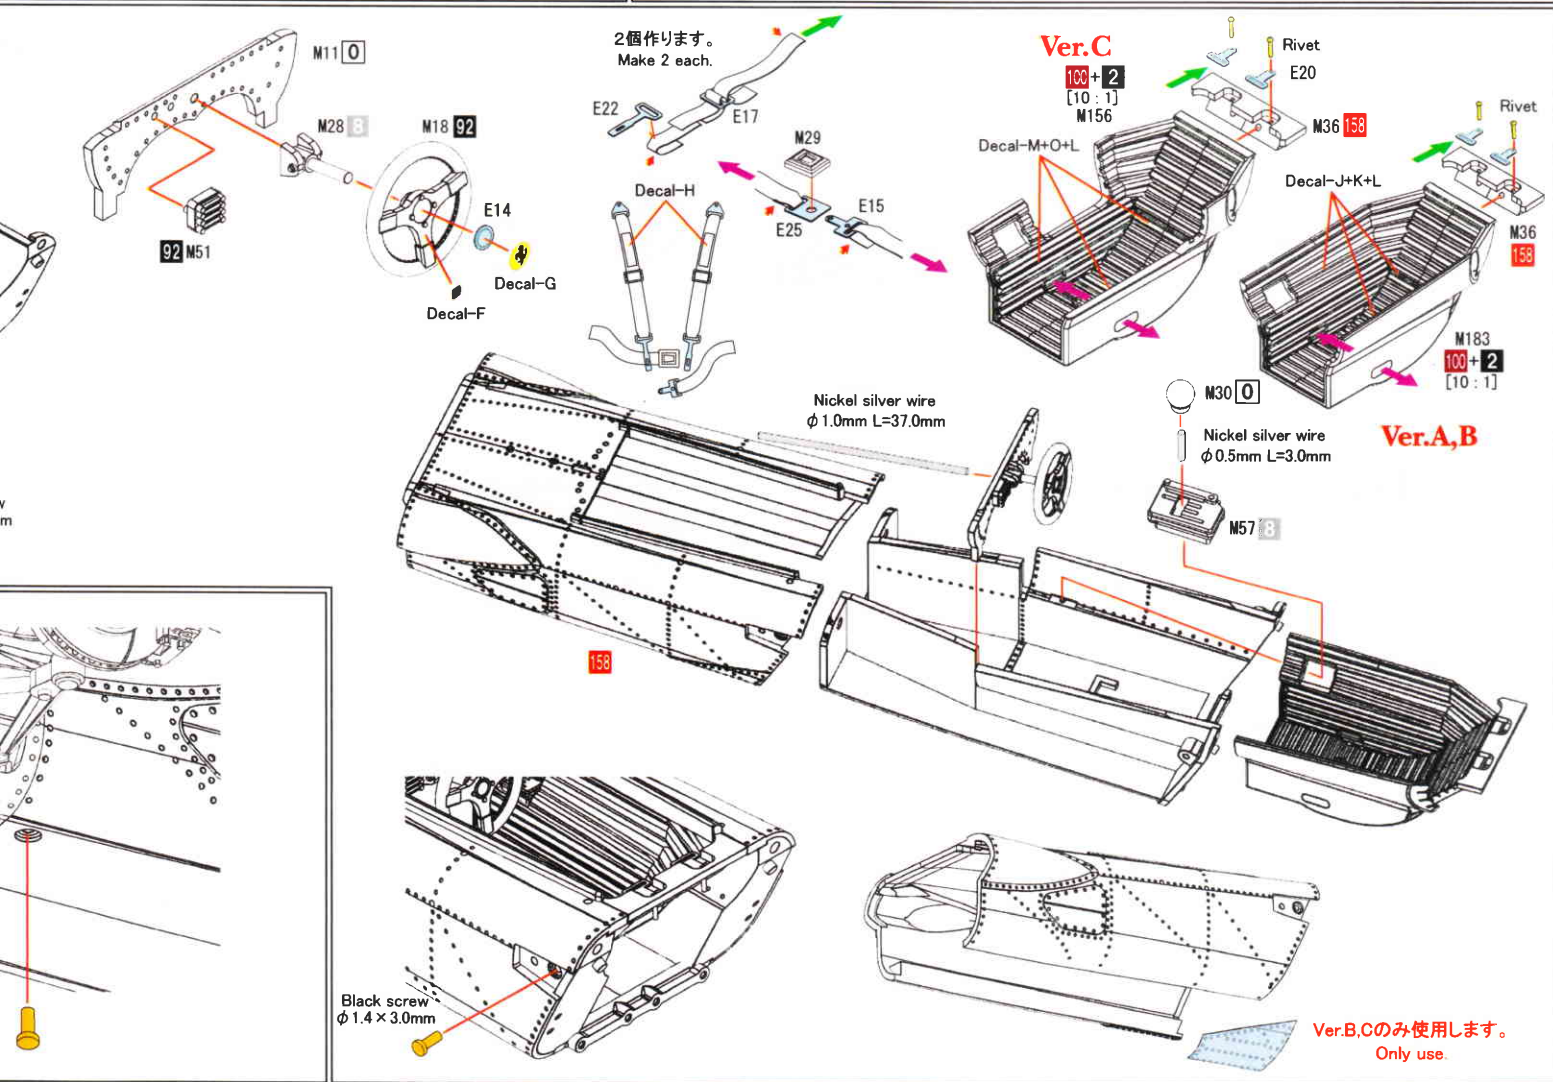 M11 0
M28 8
M18 92
92 M51
E14
Decal-G
Decal-F
2個作ります。
Make 2 each.
E22
E17
M29
E25
E15
Decal-H
Ver.C
100+2
[10 : 1]
M156
Decal-M+O+L
Rivet
E20
M36 158
Rivet
Decal-J+K+L
M36
158
M183
100+2
[10 : 1]
Ver.A,B
Nickel silver wire
φ1.0mm L=37.0mm
M30 0
Nickel silver wire
φ0.5mm L=3.0mm
M57 8
158
w
m
Black screw
φ1.4×3.0mm
Ver.B,Cのみ使用します。
Only use.